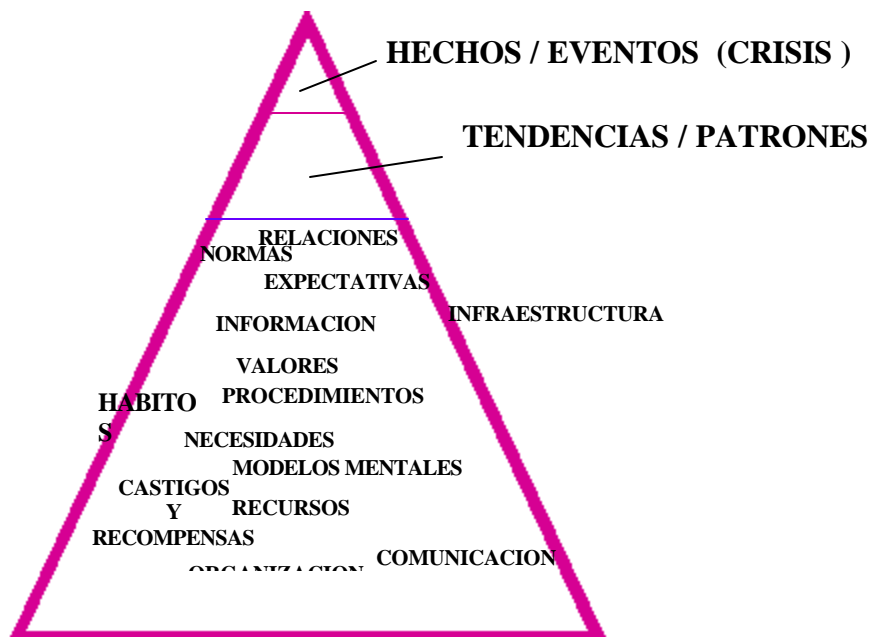 HECHOS / EVENTOS (CRISIS )
TENDENCIAS / PATRONES
RELACIONES
NORMAS
EXPECTATIVAS
INFRAESTRUCTURA
INFORMACION
VALORES
PROCEDIMIENTOS
HABITO
S
NECESIDADES
MODELOS MENTALES
CASTIGOS
Y
RECOMPENSAS
RECURSOS
COMUNICACION
ORGANIZACION